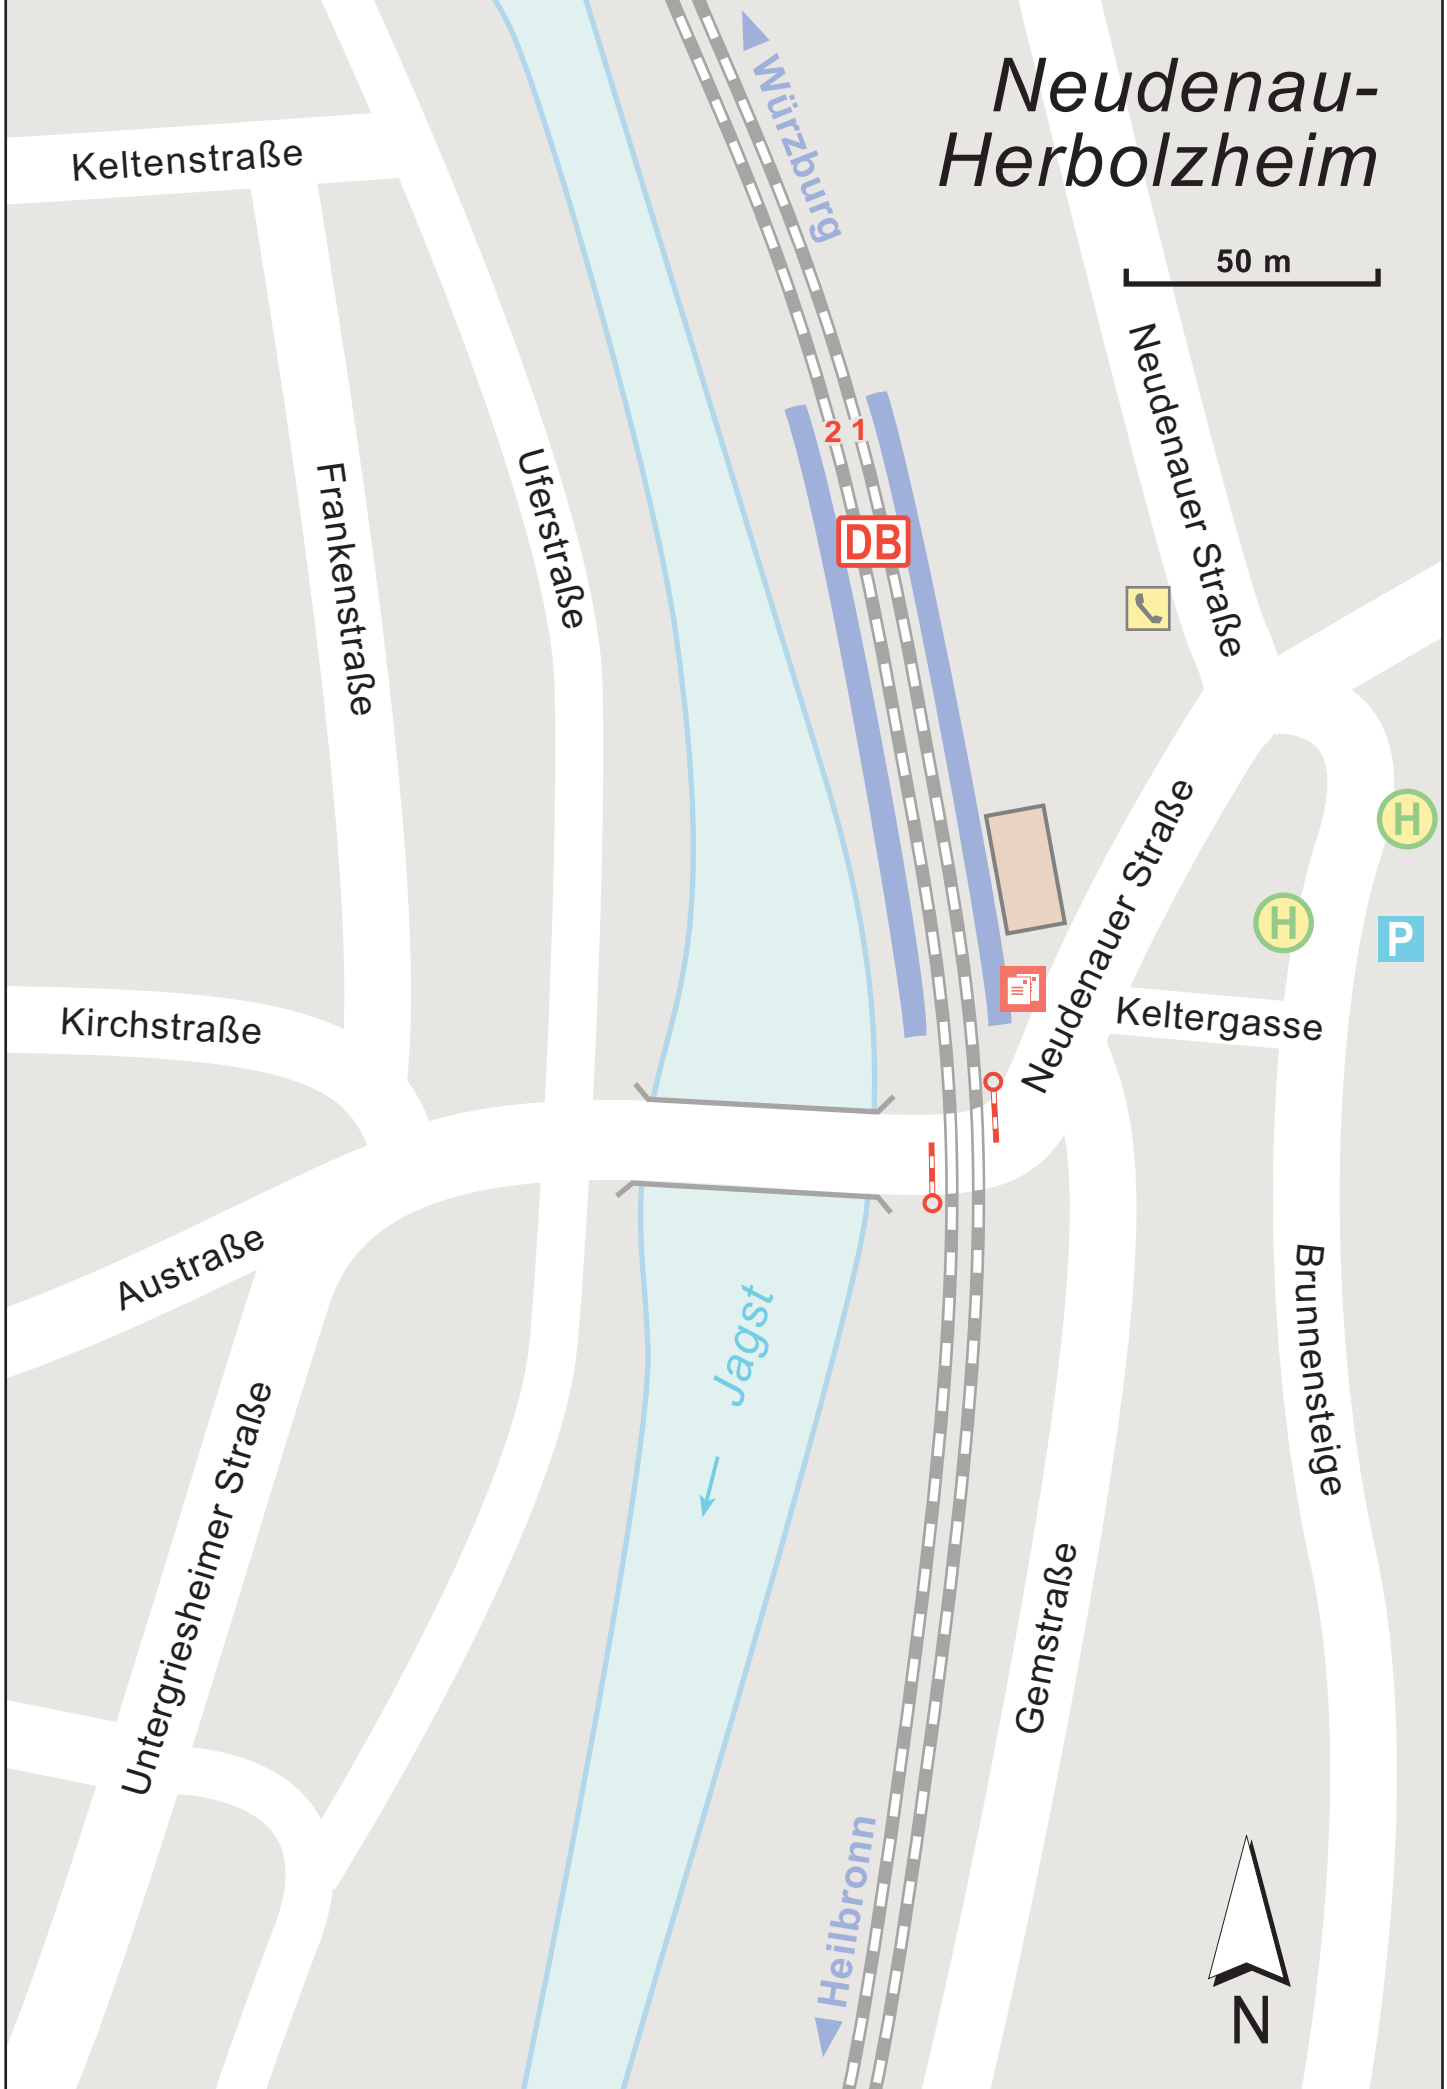 Neudenau-
Herbolzheim
50 m
Würzburg
Keltenstraße
Neudenauer Straße
2 1
DB
Uferstraße
Frankenstraße
H
Neudenauer Straße
H
P
Keltergasse
Kirchstraße
Austraße
Jagst
Brunnensteige
Untergriesheimer Straße
Gemstraße
Heilbronn
N